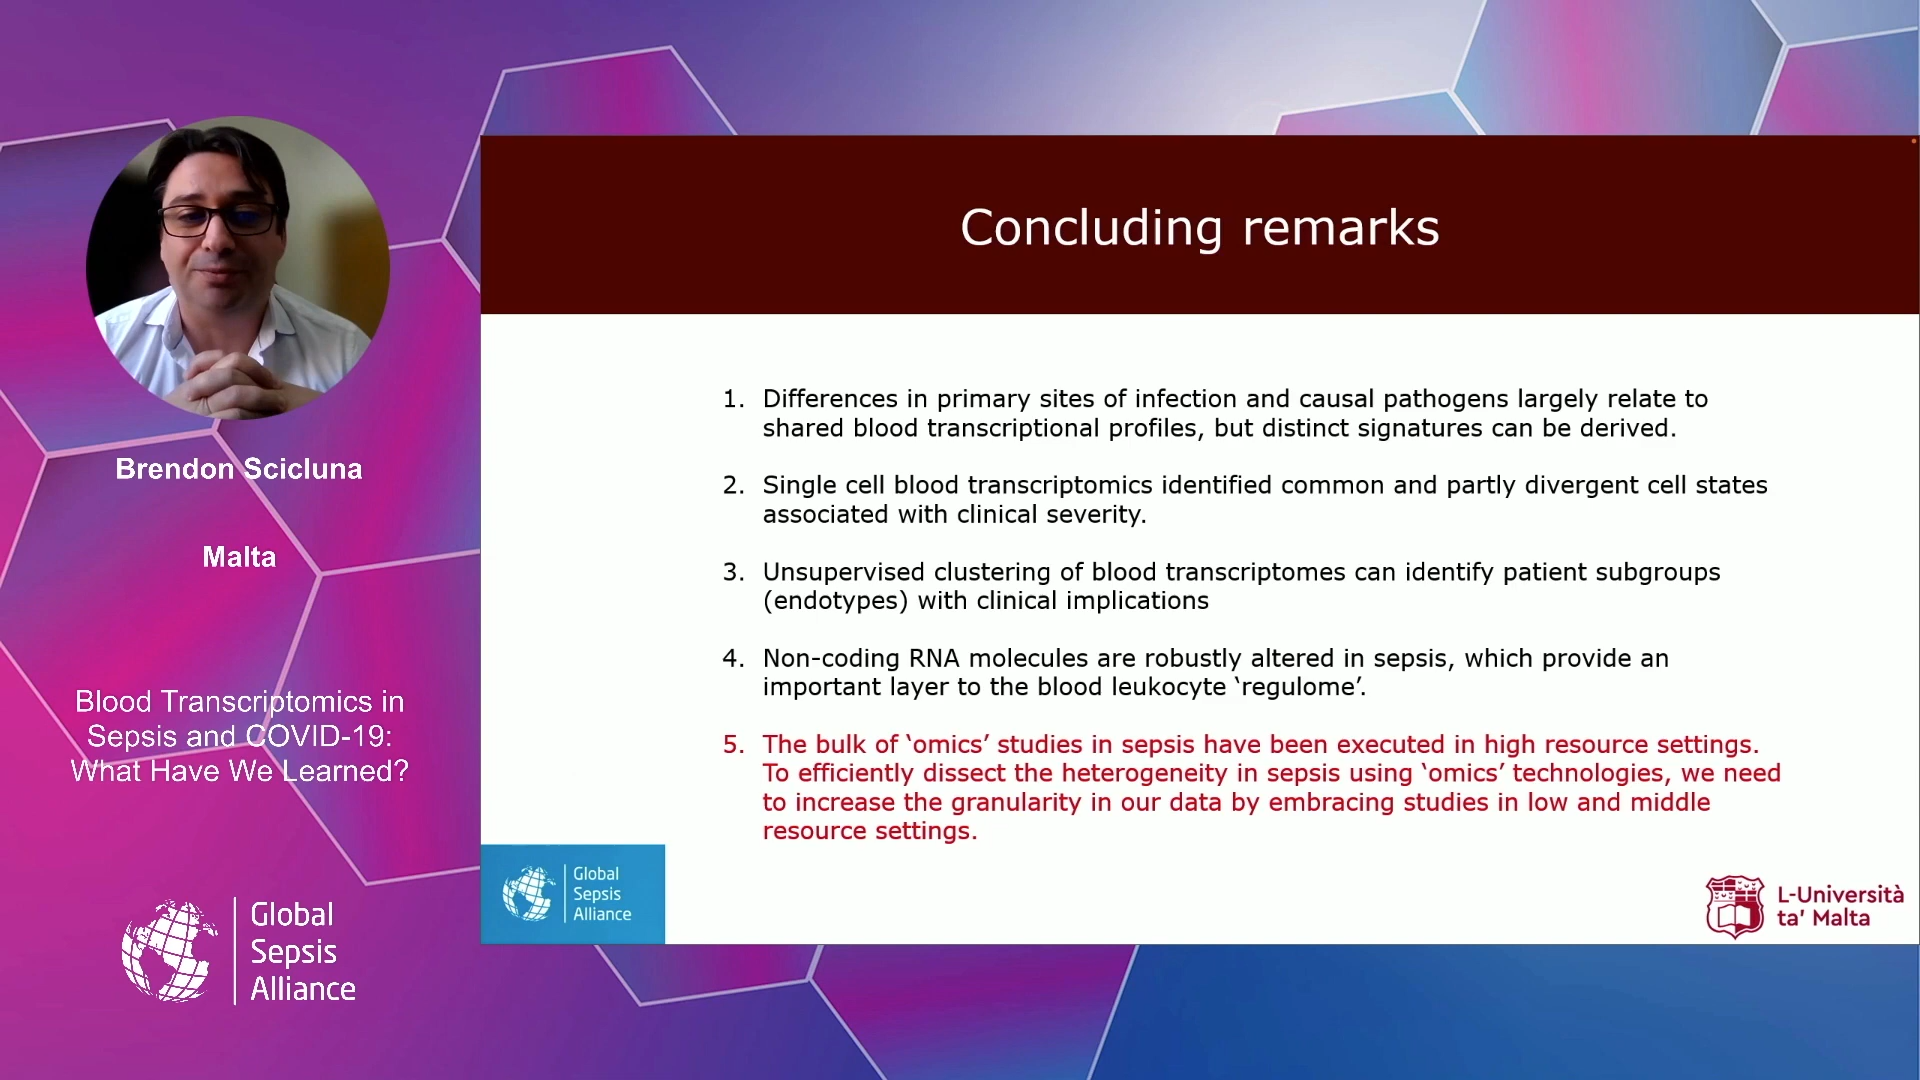 Brendon Scicluna
Malta
Blood Transcriptomics in
Sepsis and COVID-19:
What Have We Learned?
Global
Sepsis
Alliance
Concluding remarks
1. Differences in primary sites of infection and causal pathogens largely relate to
shared blood transcriptional profiles, but distinct signatures can be derived.
2. Single cell blood transcriptomics identified common and partly divergent cell states
associated with clinical severity.
3. Unsupervised clustering of blood transcriptomes can identify patient subgroups
(endotypes) with clinical implications
4. Non-coding RNA molecules are robustly altered in sepsis, which provide an
important layer to the blood leukocyte ‘regulome’.
5. The bulk of ‘omics’ studies in sepsis have been executed in high resource settings.
To efficiently dissect the heterogeneity in sepsis using ‘omics’ technologies, we need
to increase the granularity in our data by embracing studies in low and middle
resource settings.
Global
Sepsis
Alliance
L-Università
ta' Malta